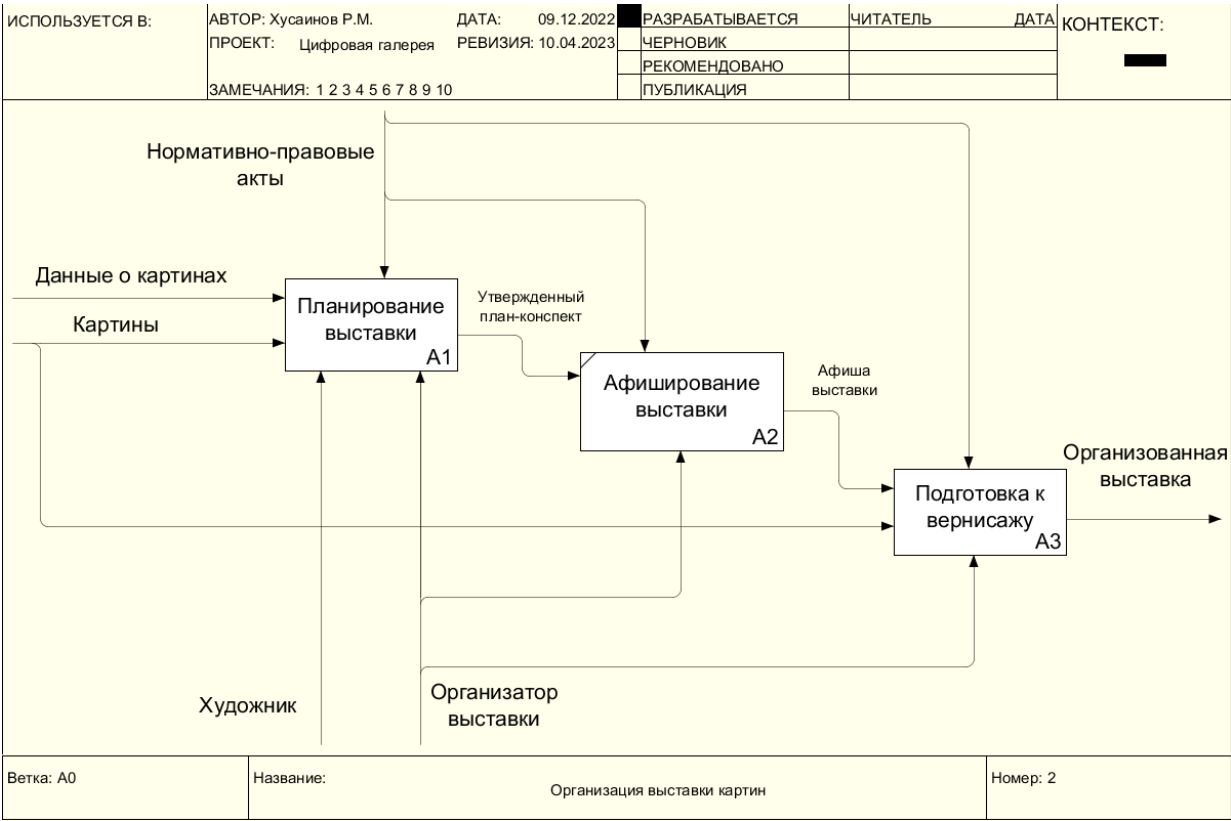 ИСПОЛЬЗУЕТСЯ В:
АВТОР: Хусаинов Р.М.
ДАТА: 09.12.2022
ПРОЕКТ: Цифровая галерея
РЕВИЗИЯ: 10.04.2023
ЗАМЕЧАНИЯ: 1 2 3 4 5 6 7 8 9 10
РАЗРАБАТЫВАЕТСЯ
ЧЕРНОВИК
РЕКОМЕНДОВАНО
ПУБЛИКАЦИЯ
ЧИТАТЕЛЬ
ДАТА
КОНТЕКСТ:
Нормативно-правовые
акты
Данные о картинах
Картины
Планирование
выставки
A1
Утвержденный
план-конспект
Афиширование
выставки
A2
Афиша
выставки
Подготовка к
вернисажу
A3
Организованная
выставка
Художник
Организатор
выставки
Ветка: A0
Название:
Организация выставки картин
Номер: 2